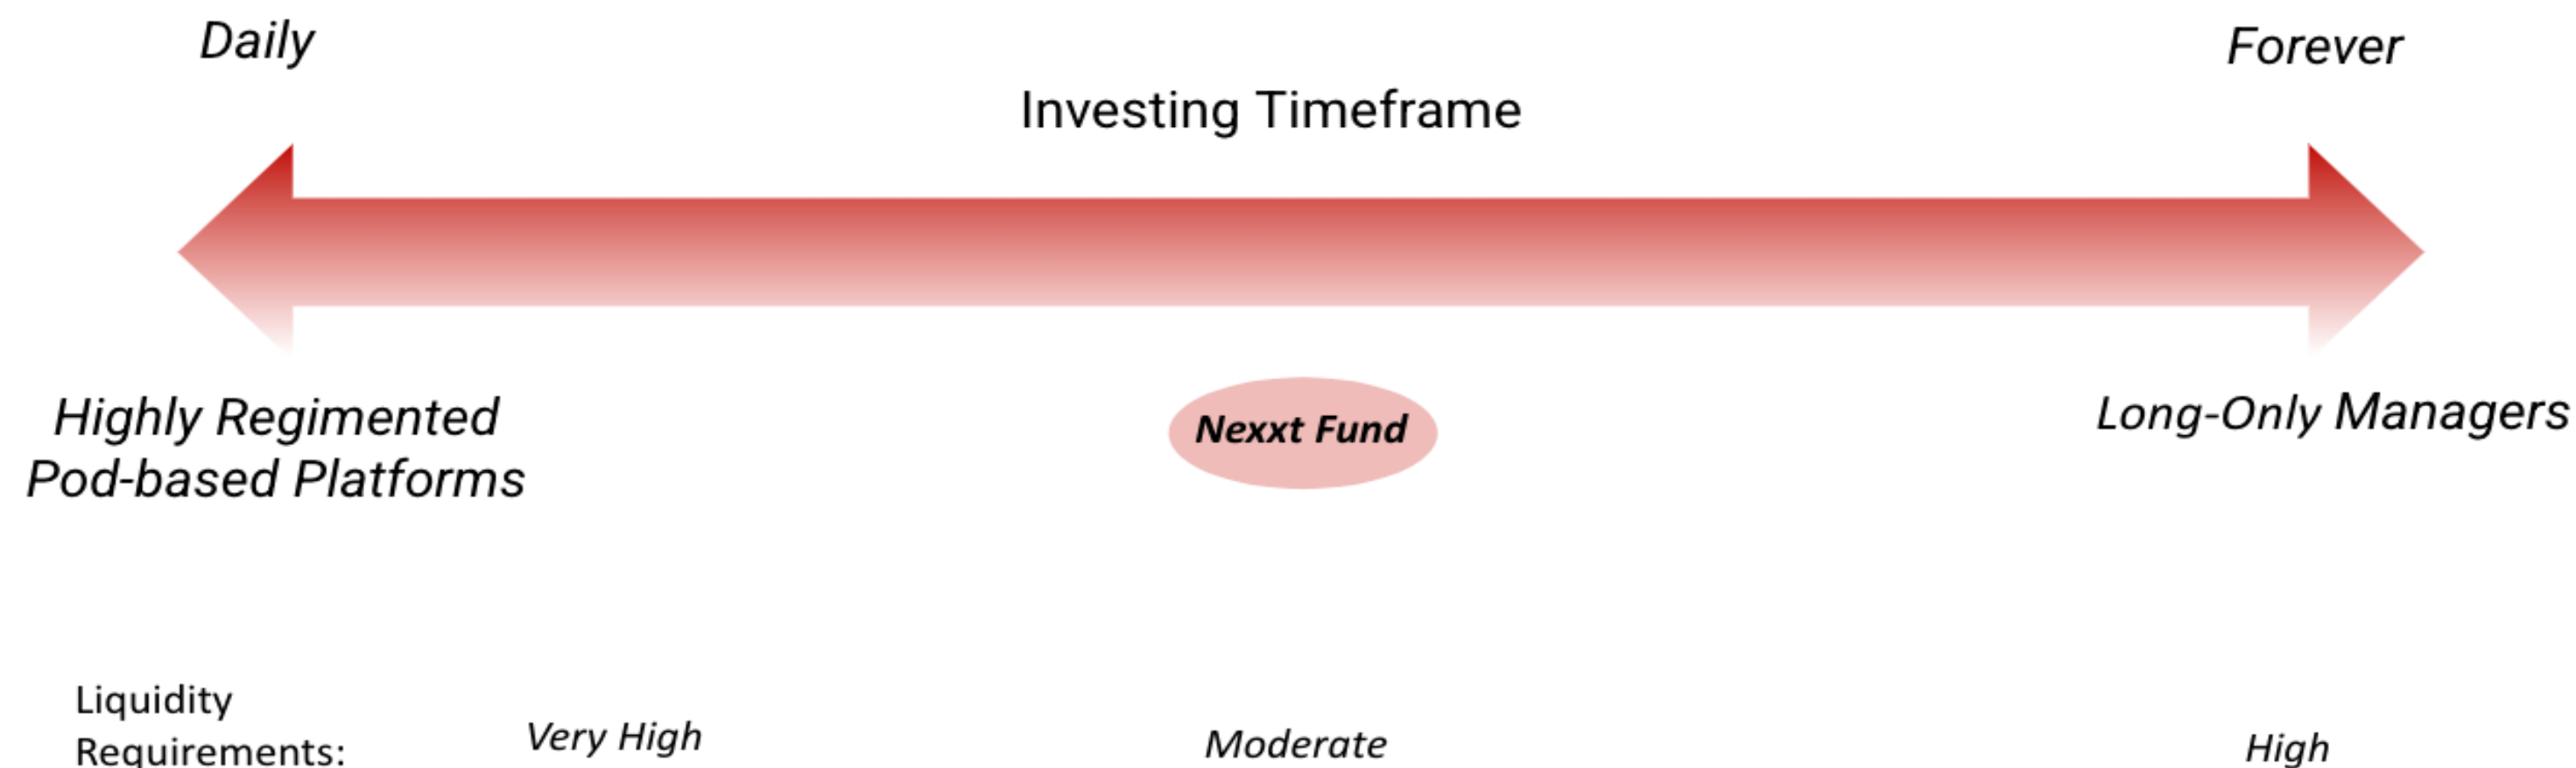 Daily
Forever
Investing Timeframe
Highly Regimented
Pod-based Platforms
Nexxt Fund
Long-Only Managers
Liquidity
Requirements:
Very High
Moderate
High